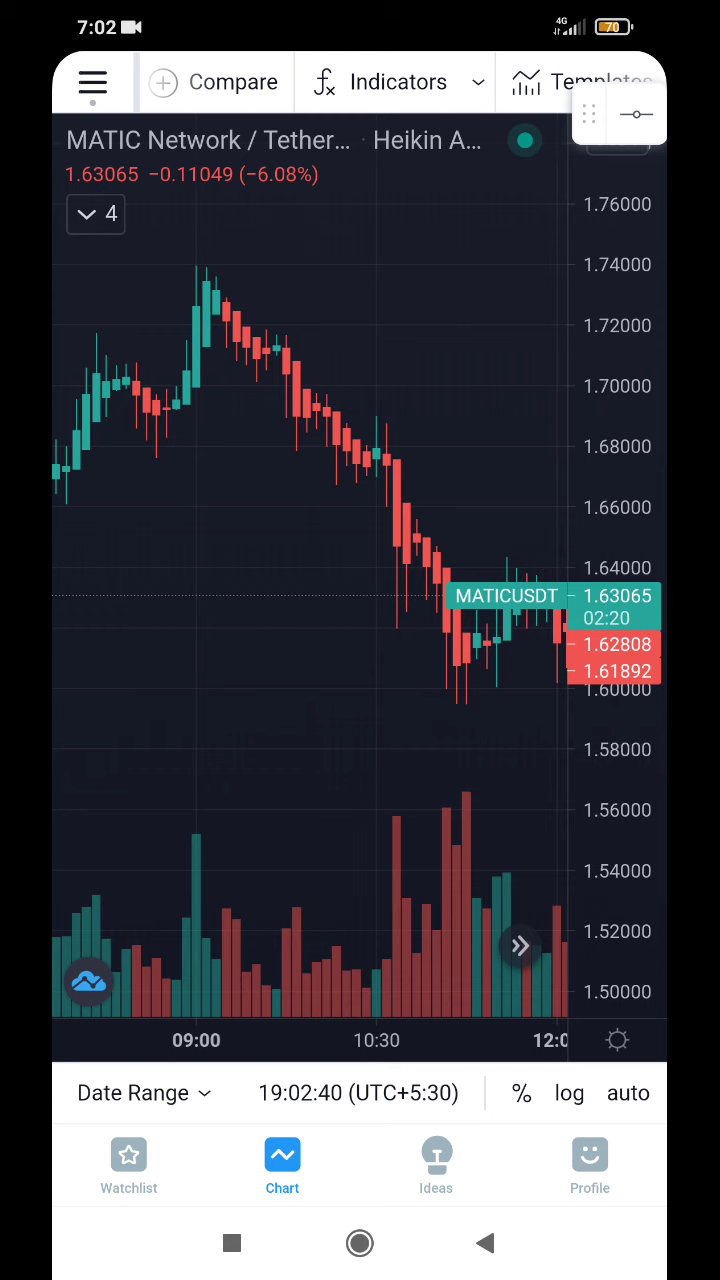 7:02
4G
70
Compare
Indicators
Templates
MATIC Network / Tether… · Heikin A…
1.63065 −0.11049 (−6.08%)
4
1.76000
1.74000
1.72000
1.70000
1.68000
1.66000
1.64000
MATICUSDT 1.63065
02:20
1.62808
1.61892
1.60000
1.58000
1.56000
1.54000
1.52000
1.50000
09:00 10:30 12:0
Date Range 19:02:40 (UTC+5:30) % log auto
Watchlist Chart Ideas Profile